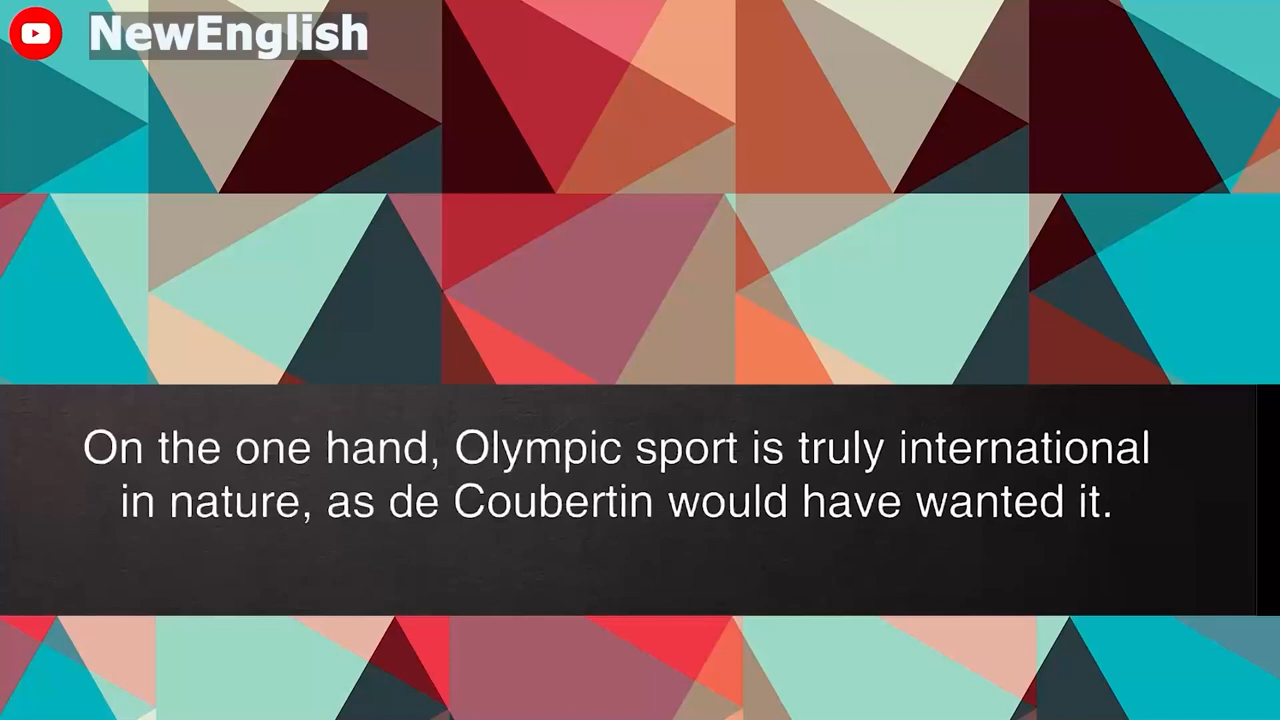 NewEnglish
On the one hand, Olympic sport is truly international
in nature, as de Coubertin would have wanted it.